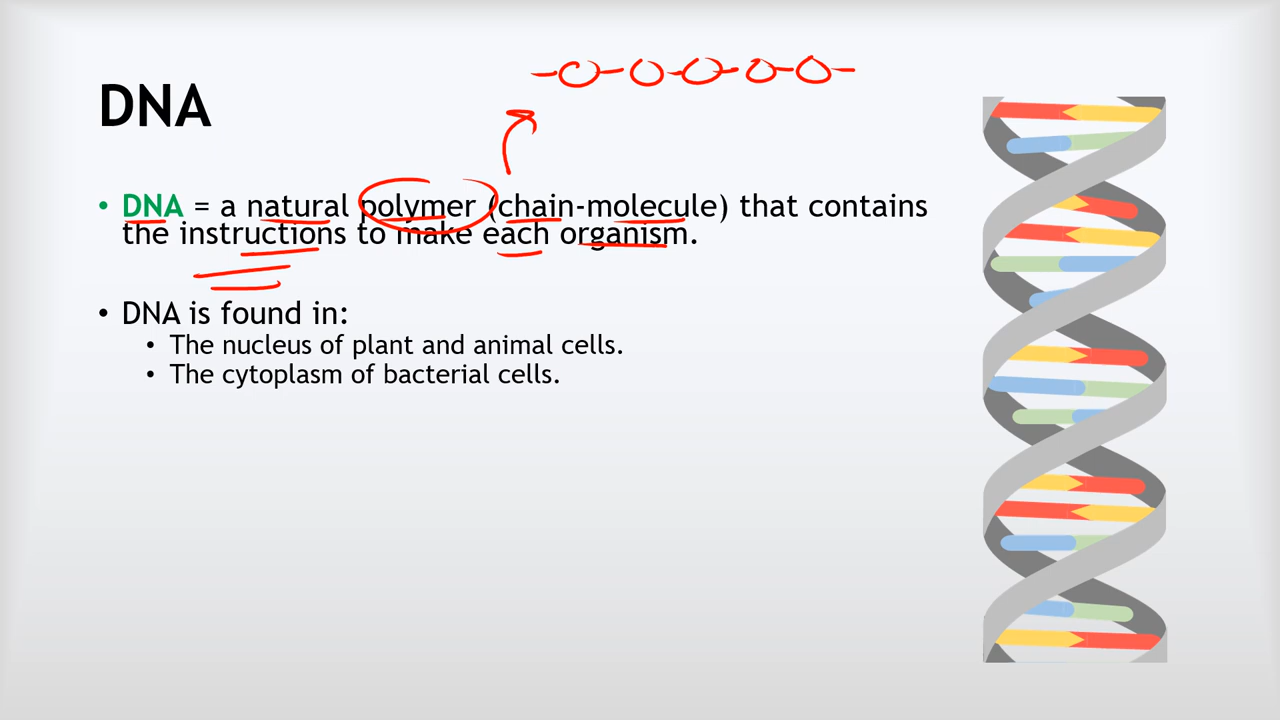 DNA
• DNA = a natural polymer (chain-molecule) that contains
the instructions to make each organism.
• DNA is found in:
• The nucleus of plant and animal cells.
• The cytoplasm of bacterial cells.